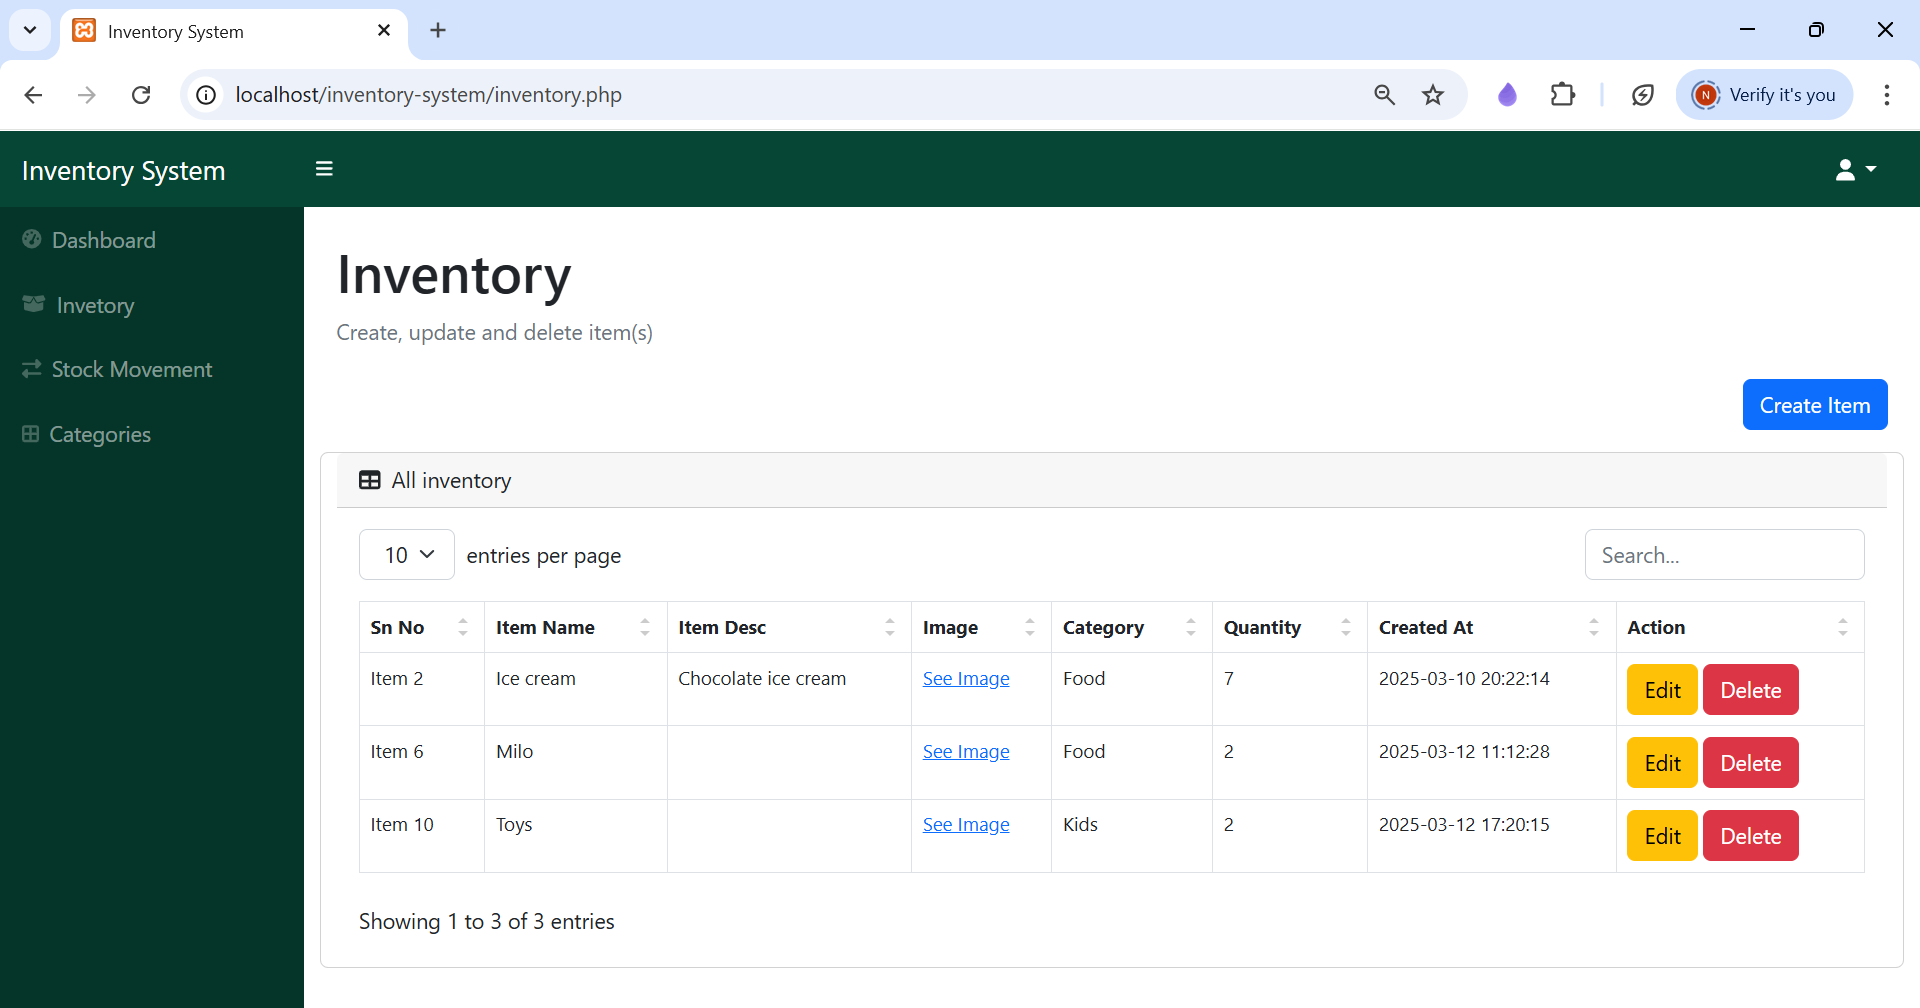 Inventory System
localhost/inventory-system/inventory.php
N Verify it's you
Inventory System
Dashboard
Invetory
Stock Movement
Categories
Inventory
Create, update and delete item(s)
Create Item
All inventory
10 entries per page
Search...
Sn No Item Name Item Desc Image Category Quantity Created At Action
Item 2 Ice cream Chocolate ice cream See Image Food 7 2025-03-10 20:22:14 Edit Delete
Item 6 Milo See Image Food 2 2025-03-12 11:12:28 Edit Delete
Item 10 Toys See Image Kids 2 2025-03-12 17:20:15 Edit Delete
Showing 1 to 3 of 3 entries